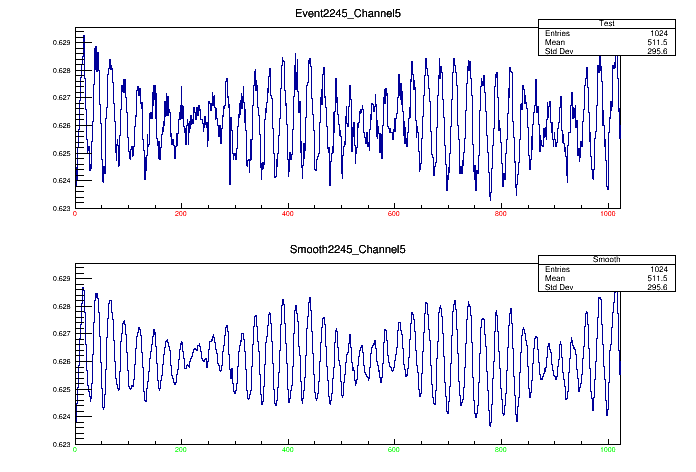 Event2245_Channel5
Test
Entries 1024
Mean 511.5
Std Dev 295.6
0.629
0.628
0.627
0.626
0.625
0.624
0.623
0 200 400 600 800 1000
Smooth2245_Channel5
Smooth
Entries 1024
Mean 511.5
Std Dev 295.6
0.629
0.628
0.627
0.626
0.625
0.624
0.623
0 200 400 600 800 1000